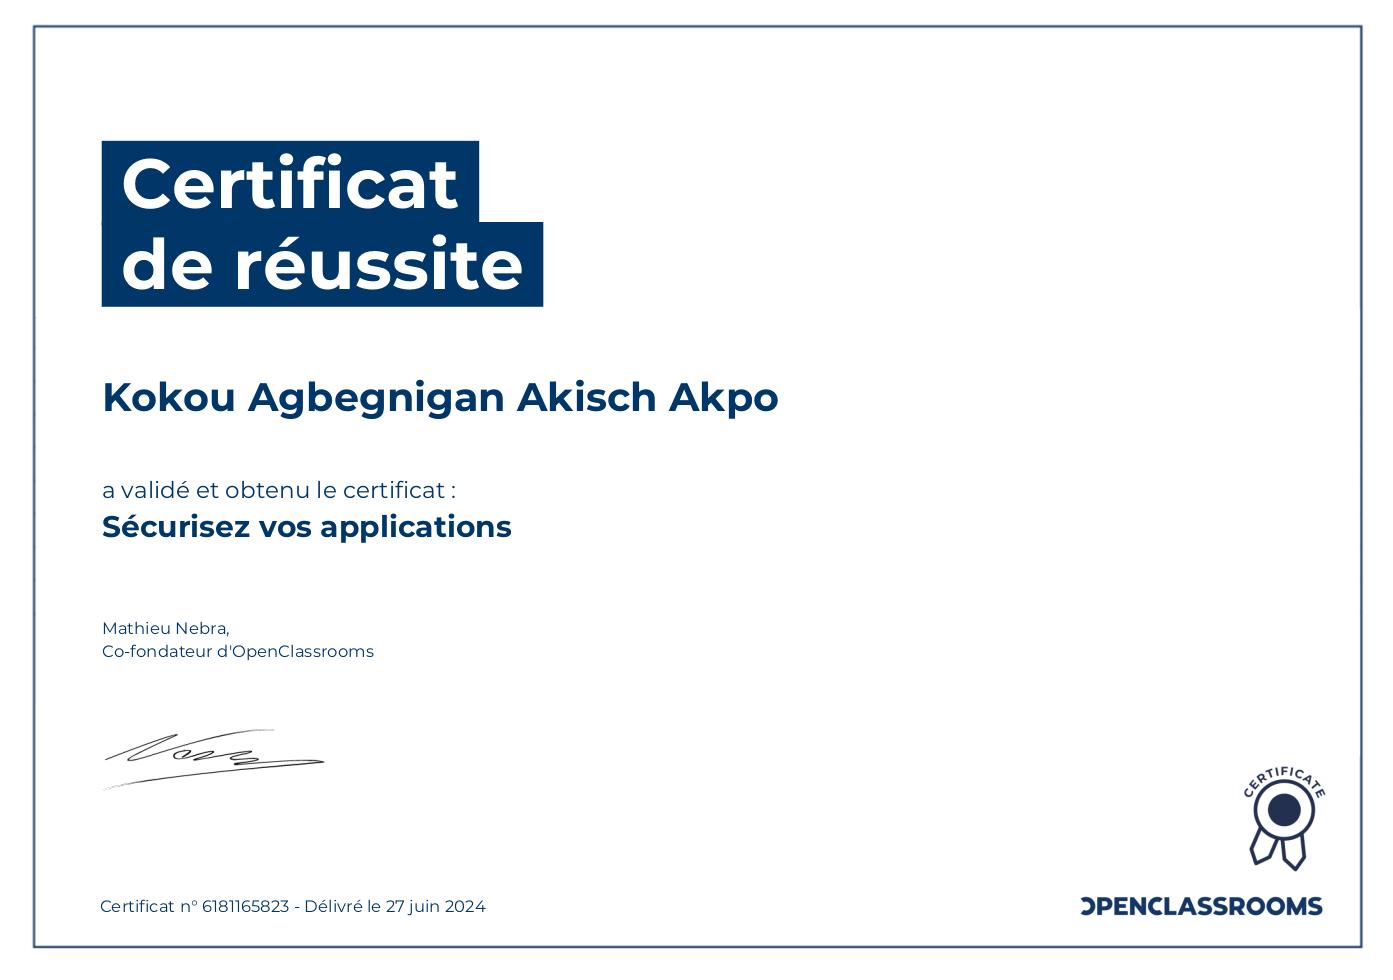 Certificat
de réussite
Kokou Agbegnigan Akisch Akpo
a validé et obtenu le certificat :
Sécurisez vos applications
Mathieu Nebra,
Co-fondateur d'OpenClassrooms
CERTIFICATE
Certificat n° 6181165823 - Délivré le 27 juin 2024
OPENCLASSROOMS